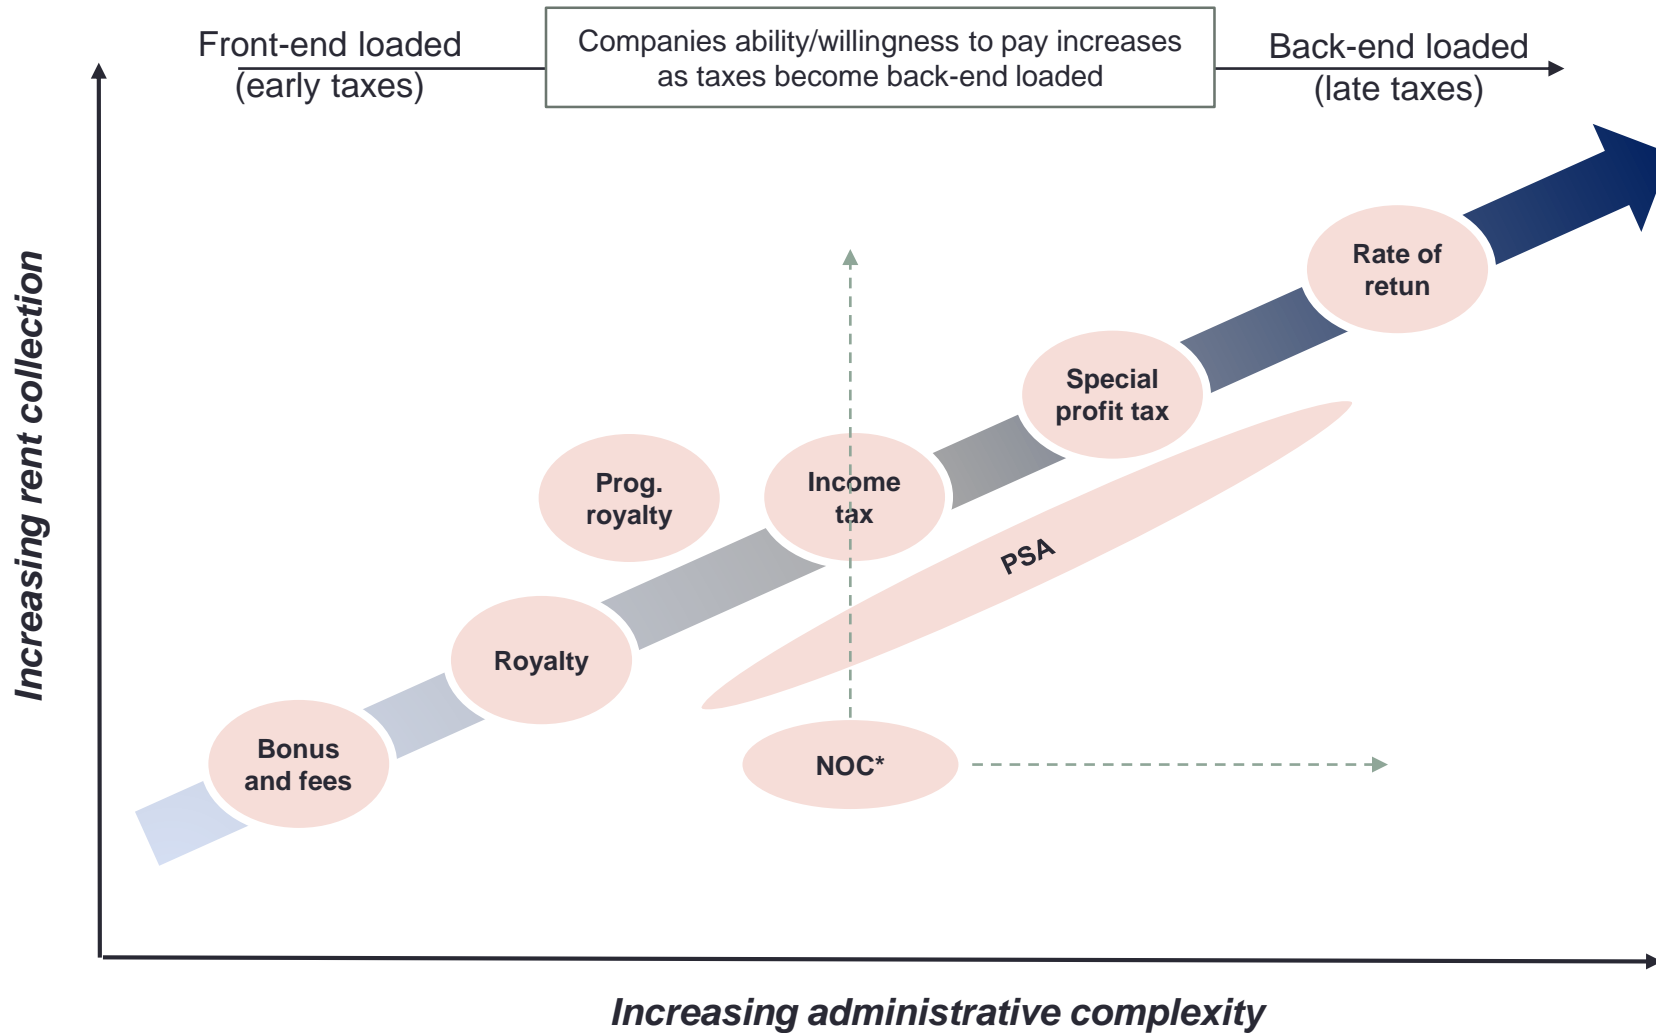 Front-end loaded
(early taxes)
Companies ability/willingness to pay increases
as taxes become back-end loaded
Back-end loaded
(late taxes)
Increasing rent collection
Rate of
retun
Special
profit tax
Prog.
royalty
Income
tax
PSA
Royalty
Bonus
and fees
NOC*
Increasing administrative complexity